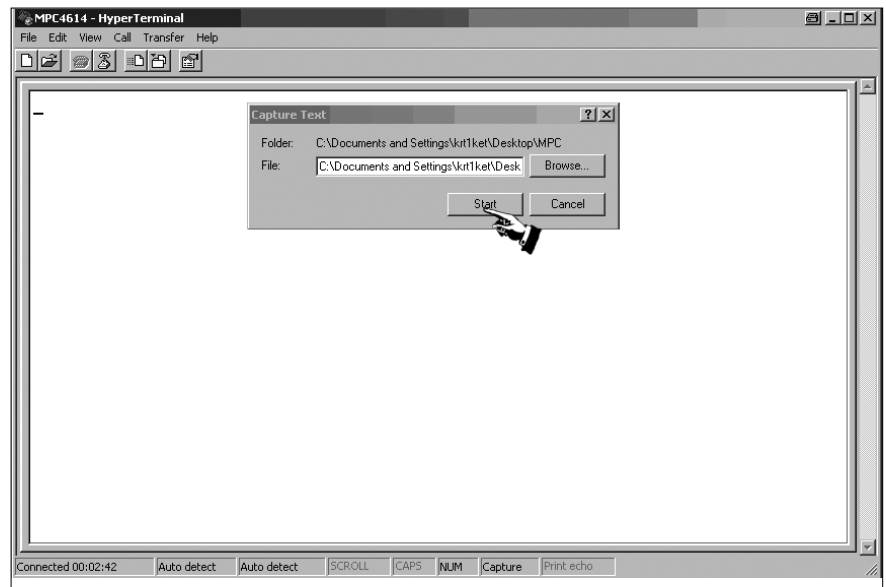 MPC4614 - HyperTerminal
File Edit View Call Transfer Help
Capture Text
Folder: C:\Documents and Settings\krt1ket\Desktop\MPC
File: C:\Documents and Settings\krt1ket\Desk Browse...
Start Cancel
Connected 00:02:42 Auto detect Auto detect SCROLL CAPS NUM Capture Print echo